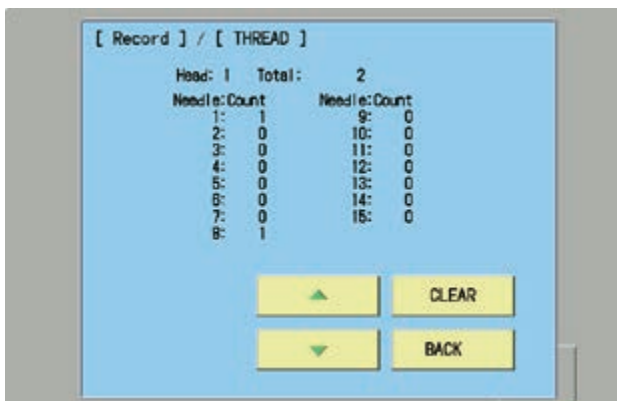 [ Record ] / [ THREAD ]
Head: 1 Total: 2
Needle:Count Needle:Count
1: 1 9: 0
2: 0 10: 0
3: 0 11: 0
4: 0 12: 0
5: 0 13: 0
6: 0 14: 0
7: 0 15: 0
8: 1
CLEAR
BACK